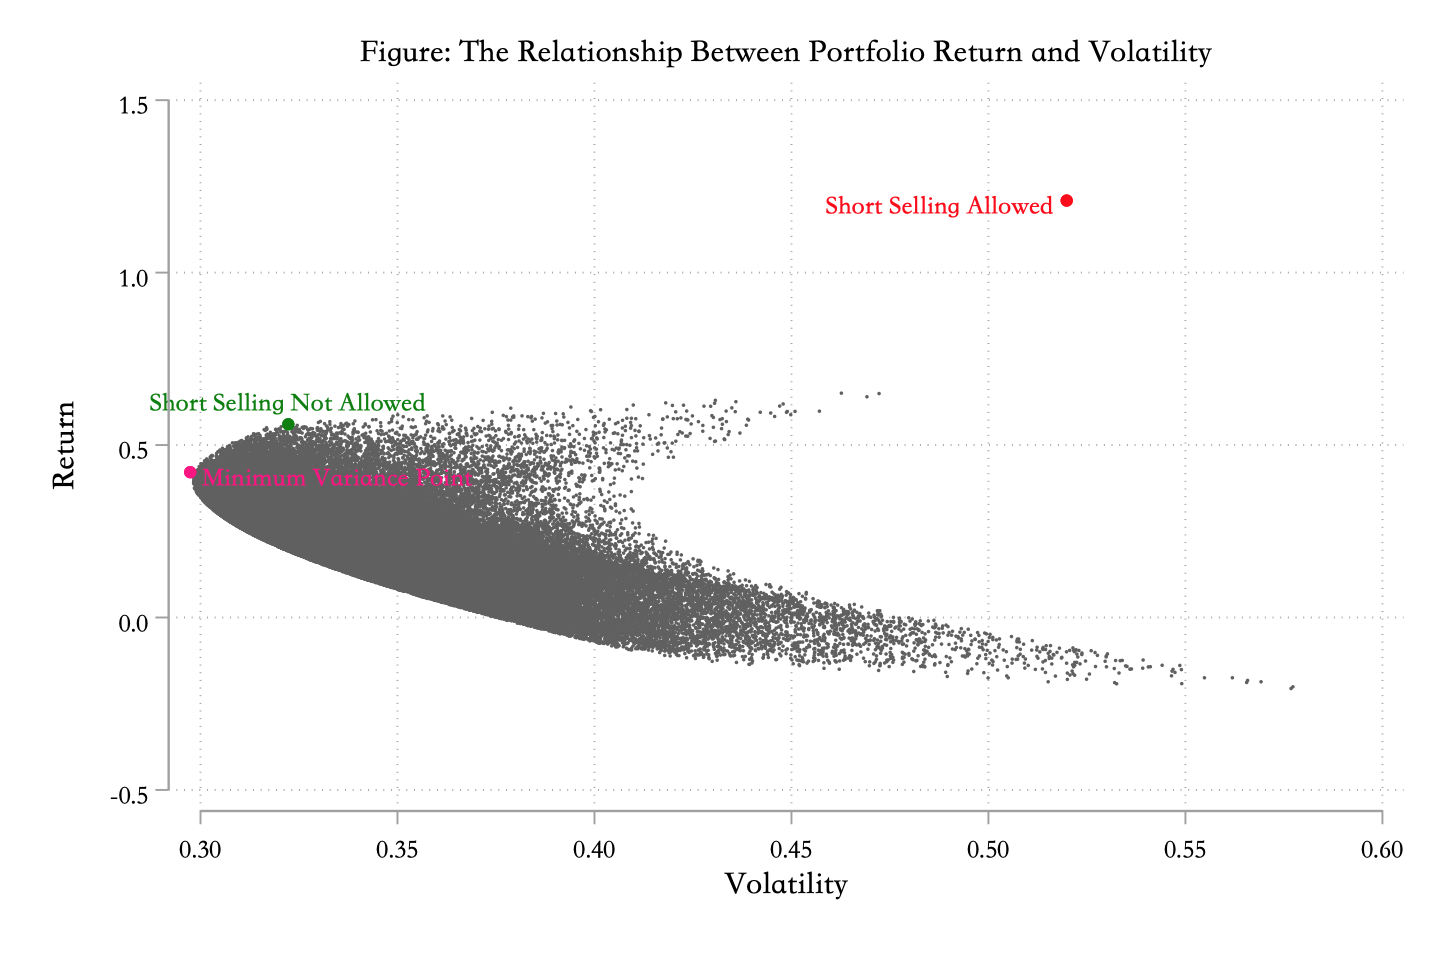 Figure: The Relationship Between Portfolio Return and Volatility
1.5
Short Selling Allowed
1.0
Short Selling Not Allowed
0.5
Minimum Variance Point
Return
0.0
-0.5
0.30 0.35 0.40 0.45 0.50 0.55 0.60
Volatility